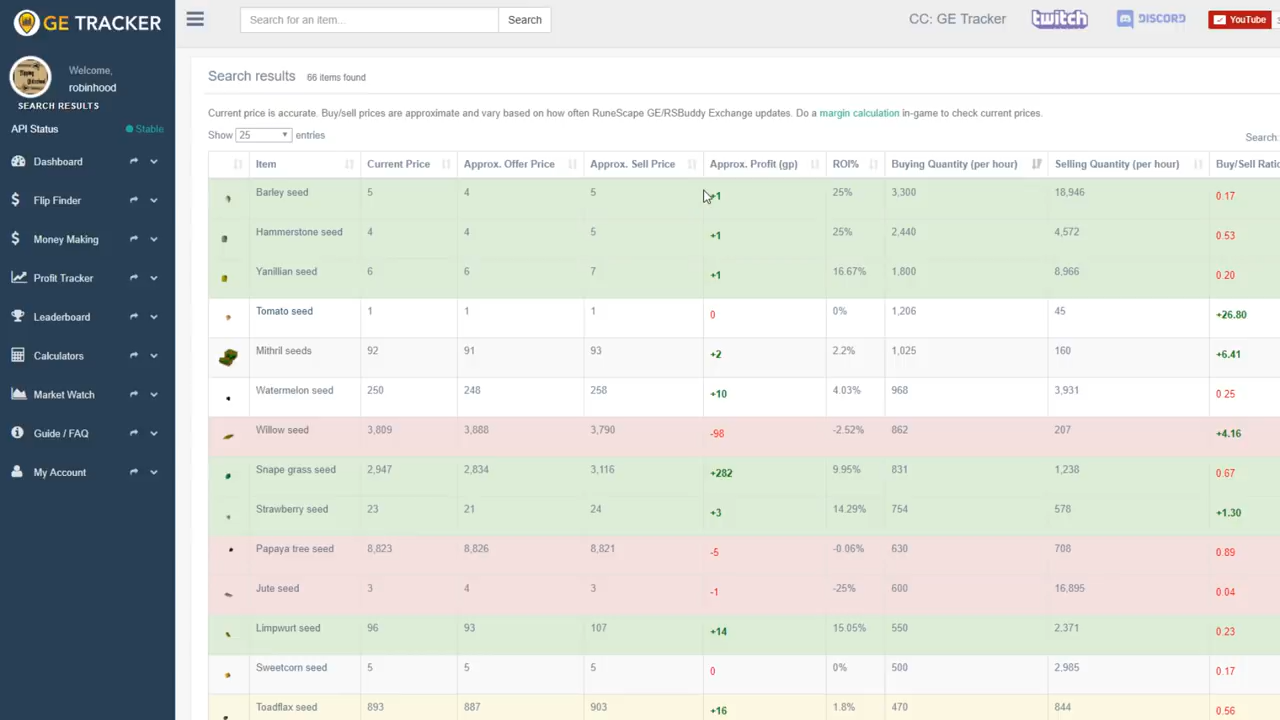 GE TRACKER
Search for an item...
Search
CC: GE Tracker
twitch
DISCORD
YouTube
Welcome,
robinhood
SEARCH RESULTS
API Status
Stable
Dashboard
Flip Finder
Money Making
Profit Tracker
Leaderboard
Calculators
Market Watch
Guide / FAQ
My Account
Search results 66 items found
Current price is accurate. Buy/sell prices are approximate and vary based on how often RuneScape GE/RSBuddy Exchange updates. Do a margin calculation in-game to check current prices.
Show 25 entries
Search:
Item Current Price Approx. Offer Price Approx. Sell Price Approx. Profit (gp) ROI% Buying Quantity (per hour) Selling Quantity (per hour) Buy/Sell Ratio
Barley seed 5 4 5 +1 25% 3,300 18,946 0.17
Hammerstone seed 4 4 5 +1 25% 2,440 4,572 0.53
Yanillian seed 6 6 7 +1 16.67% 1,800 8,966 0 20
Tomato seed 1 1 1 0 0% 1,206 45 +26.80
Mithril seeds 92 91 93 +2 2.2% 1,025 160 +6.41
Watermelon seed 250 248 258 +10 4.03% 968 3,931 0 25
Willow seed 3,809 3,888 3,790 -98 -2.52% 862 207 +4.16
Snape grass seed 2,947 2,834 3,116 +282 9.95% 831 1,238 0.67
Strawberry seed 23 21 24 +3 14.29% 754 578 +1.30
Papaya tree seed 8,823 8,826 8,821 -5 -0.06% 630 708 0.89
Jute seed 3 4 3 -1 -25% 600 16,895 0.04
Limpwurt seed 96 93 107 +14 15.05% 550 2,371 0.23
Sweetcorn seed 5 5 5 0 0% 500 2,985 0.17
Toadflax seed 893 887 903 +16 1.8% 470 844 0.56